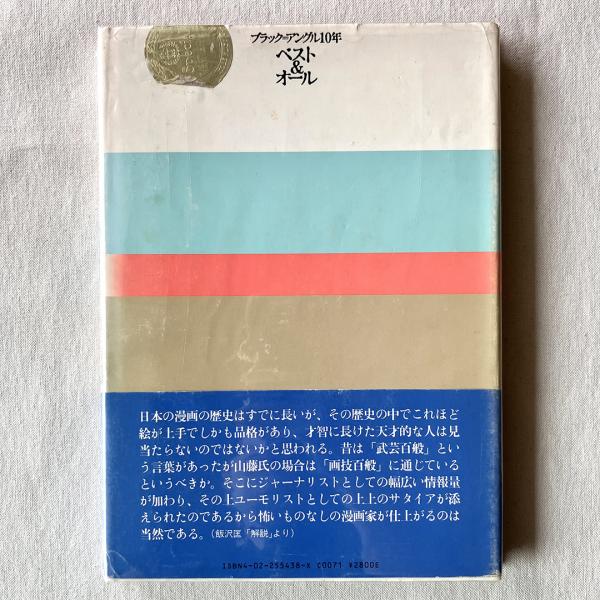 ブラック=アングル10年
ベスト
&
オール
日本の漫画の歴史はすでに長いが、その歴史の中でこれほど
絵が上手でしかも品格があり、才智に長けた天才的な人は見
当たらないのではないかと思われる。昔は「武芸百般」とい
う言葉があったが山藤氏の場合は「画技百般」に通じている
というべきか。そこにジャーナリストとしての幅広い情報量
が加わり、その上ユーモリストとしての上上のサタイアが添
えられたのであるから怖いものなしの漫画家が仕上がるのは
当然である。(飯沢匡「解説」より)
ISBN4-02-255438-X C0071 ¥2800E